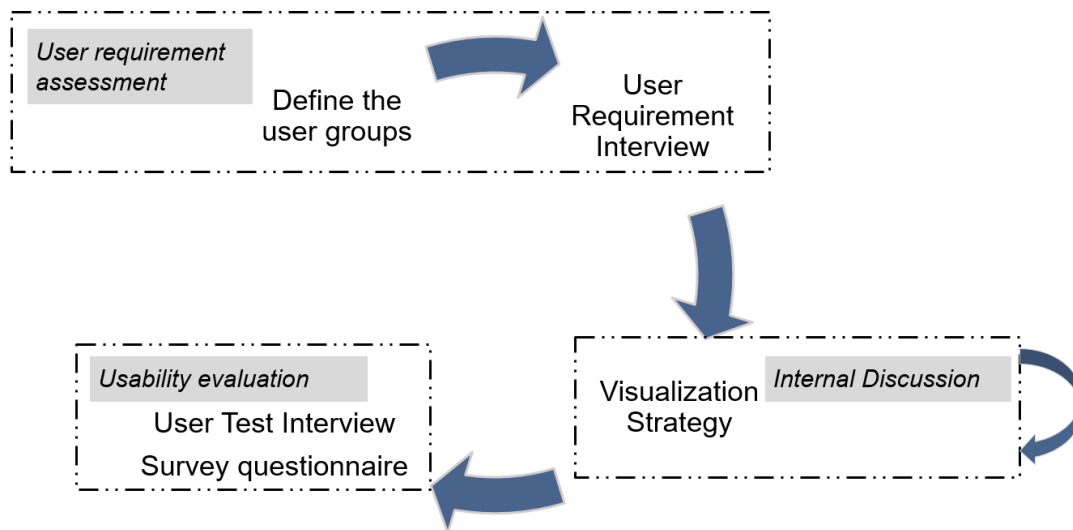 User requirement
assessment
Define the
user groups
User
Requirement
Interview
Visualization
Strategy
Internal Discussion
Usability evaluation
User Test Interview
Survey questionnaire